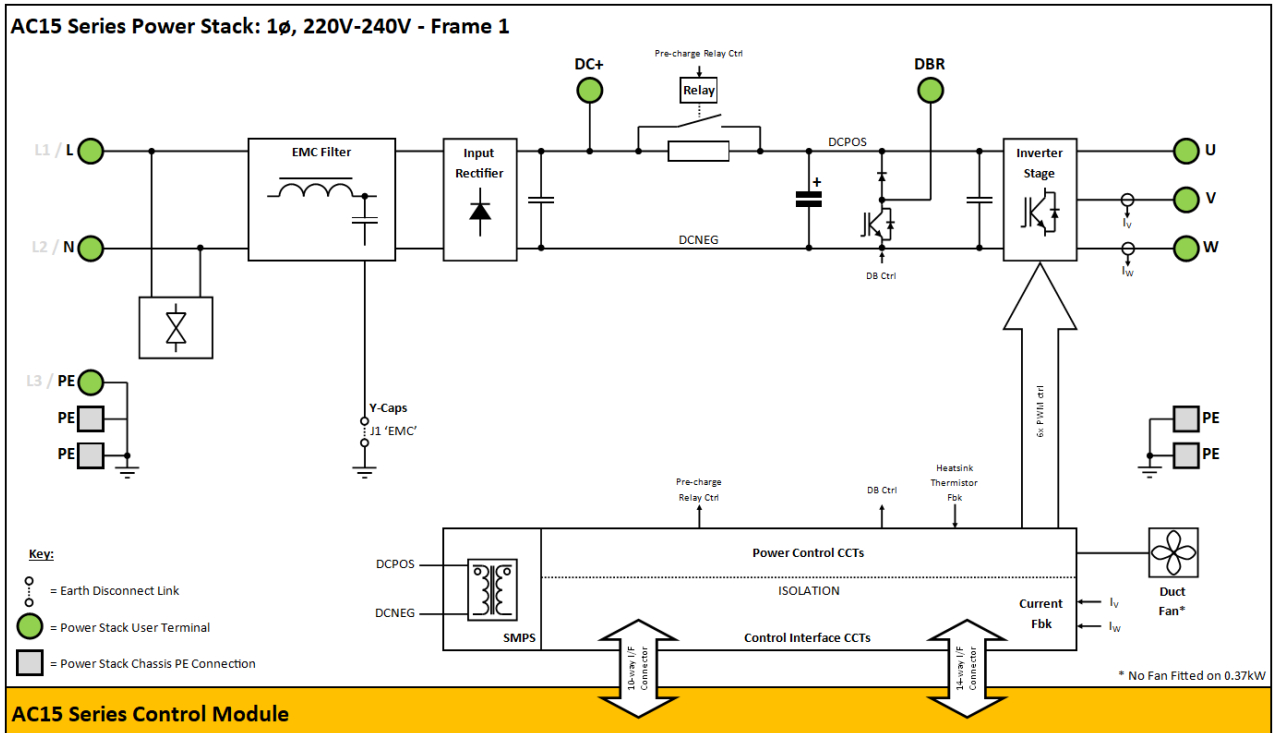 AC15 Series Power Stack: 1ø, 220V-240V - Frame 1
Pre-charge Relay Ctrl
DC+
DBR
Relay
L1 / L
EMC Filter
Input
Rectifier
DCPOS
+
Inverter
Stage
U
V
IV
L2 / N
DCNEG
W
DB Ctrl
IW
L3 / PE
PE
PE
Y-Caps
J1 'EMC'
6x PWM ctrl
PE
PE
Pre-charge
Relay Ctrl
DB Ctrl
Heatsink
Thermistor
Fbk
Key:
= Earth Disconnect Link
= Power Stack User Terminal
= Power Stack Chassis PE Connection
DCPOS
DCNEG
SMPS
Power Control CCTs
ISOLATION
Control Interface CCTs
Current
Fbk
IV
IW
Duct
Fan*
10-way I/F
Connector
14-way I/F
Connector
* No Fan Fitted on 0.37kW
AC15 Series Control Module